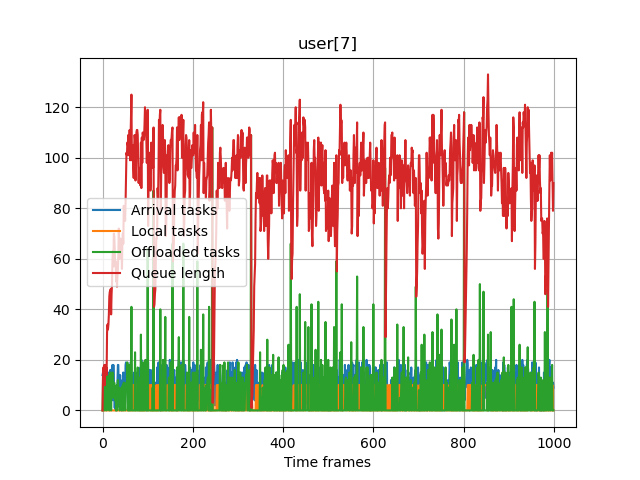 user[7]
120
100
80
60
40
20
0
Arrival tasks
Local tasks
Offloaded tasks
Queue length
0 200 400 600 800 1000
Time frames